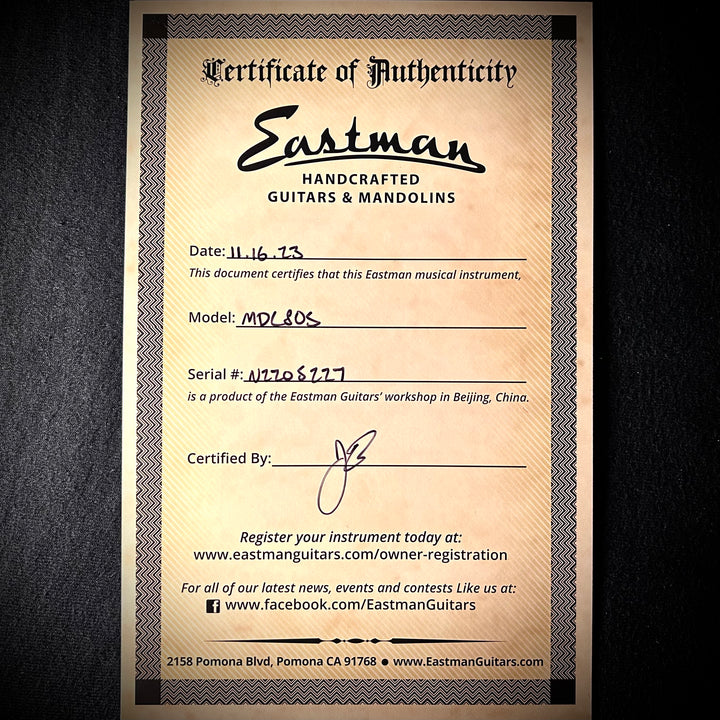 Certificate of Authenticity
Eastman
HANDCRAFTED
GUITARS & MANDOLINS
Date: 11.16.23
This document certifies that this Eastman musical instrument,
Model: MDC805
Serial #: N2205227
is a product of the Eastman Guitars' workshop in Beijing, China.
Certified By:
Register your instrument today at:
www.eastmanguitars.com/owner-registration
For all of our latest news, events and contests Like us at:
f www.facebook.com/EastmanGuitars
2158 Pomona Blvd, Pomona CA 91768 ● www.EastmanGuitars.com